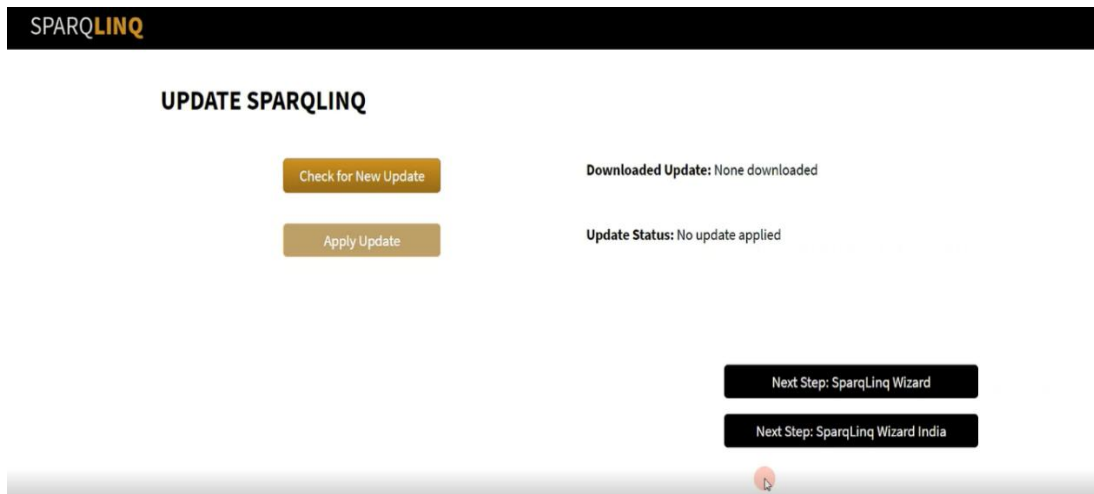 SPARQLINQ
UPDATE SPARQLINQ
Check for New Update
Downloaded Update: None downloaded
Apply Update
Update Status: No update applied
Next Step: SparqLinq Wizard
Next Step: SparqLinq Wizard India